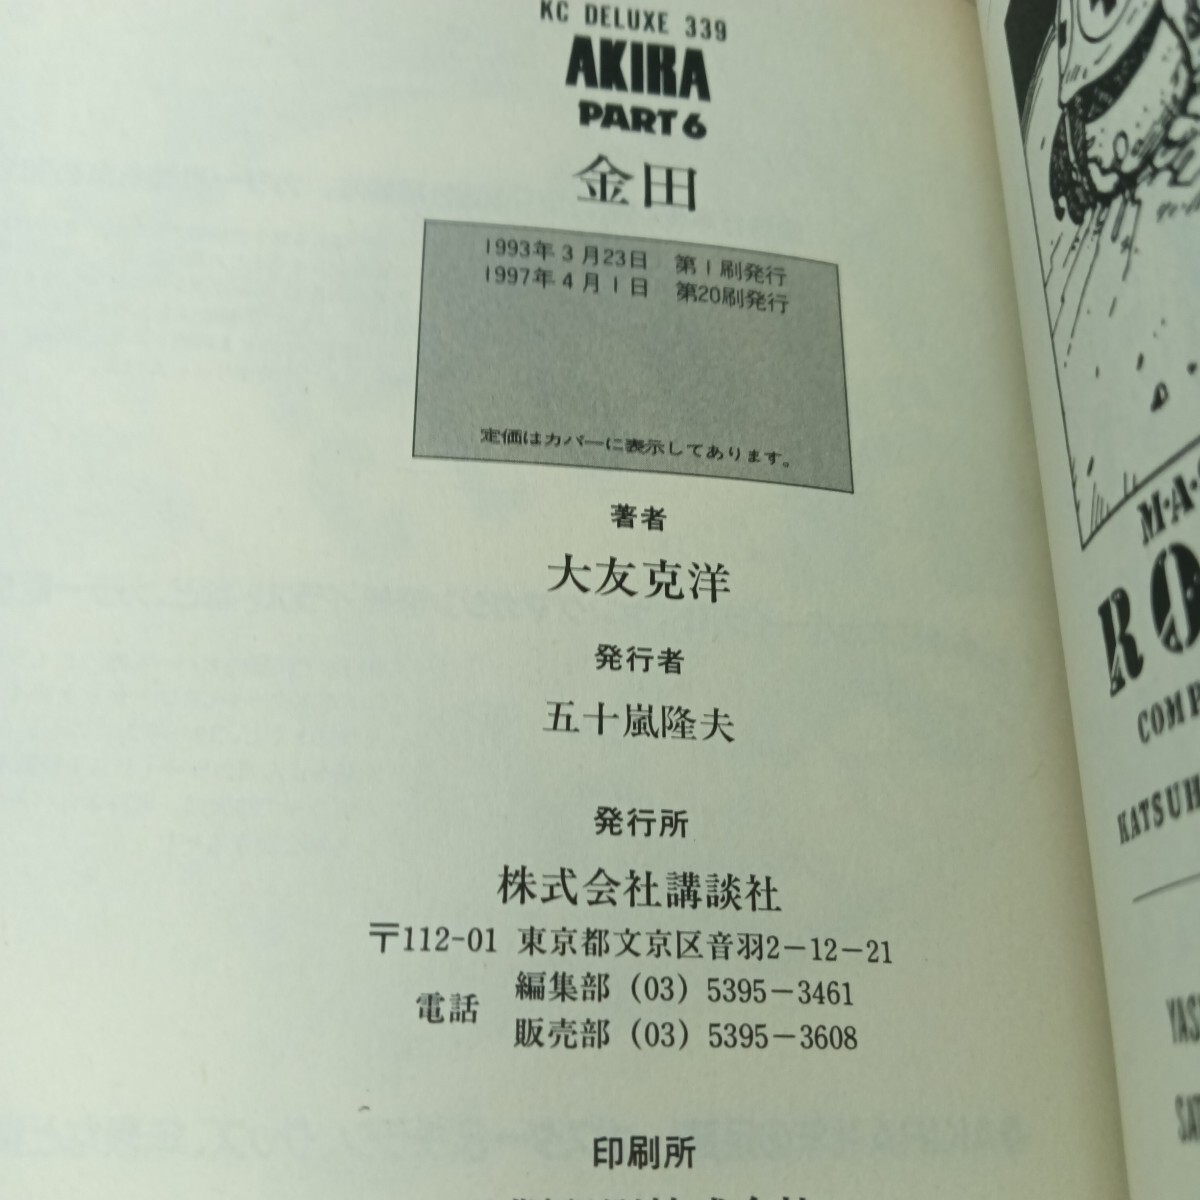 KC DELUXE 339
AKIRA
PART6
金田
1993年3月23日 第1刷発行
1997年4月1日 第20刷発行
定価はカバーに表示してあります。
著者
大友克洋
発行者
五十嵐隆夫
発行所
株式会社講談社
〒112-01 東京都文京区音羽2-12-21
電話
編集部 (03) 5395-3461
販売部 (03) 5395-3608
印刷所